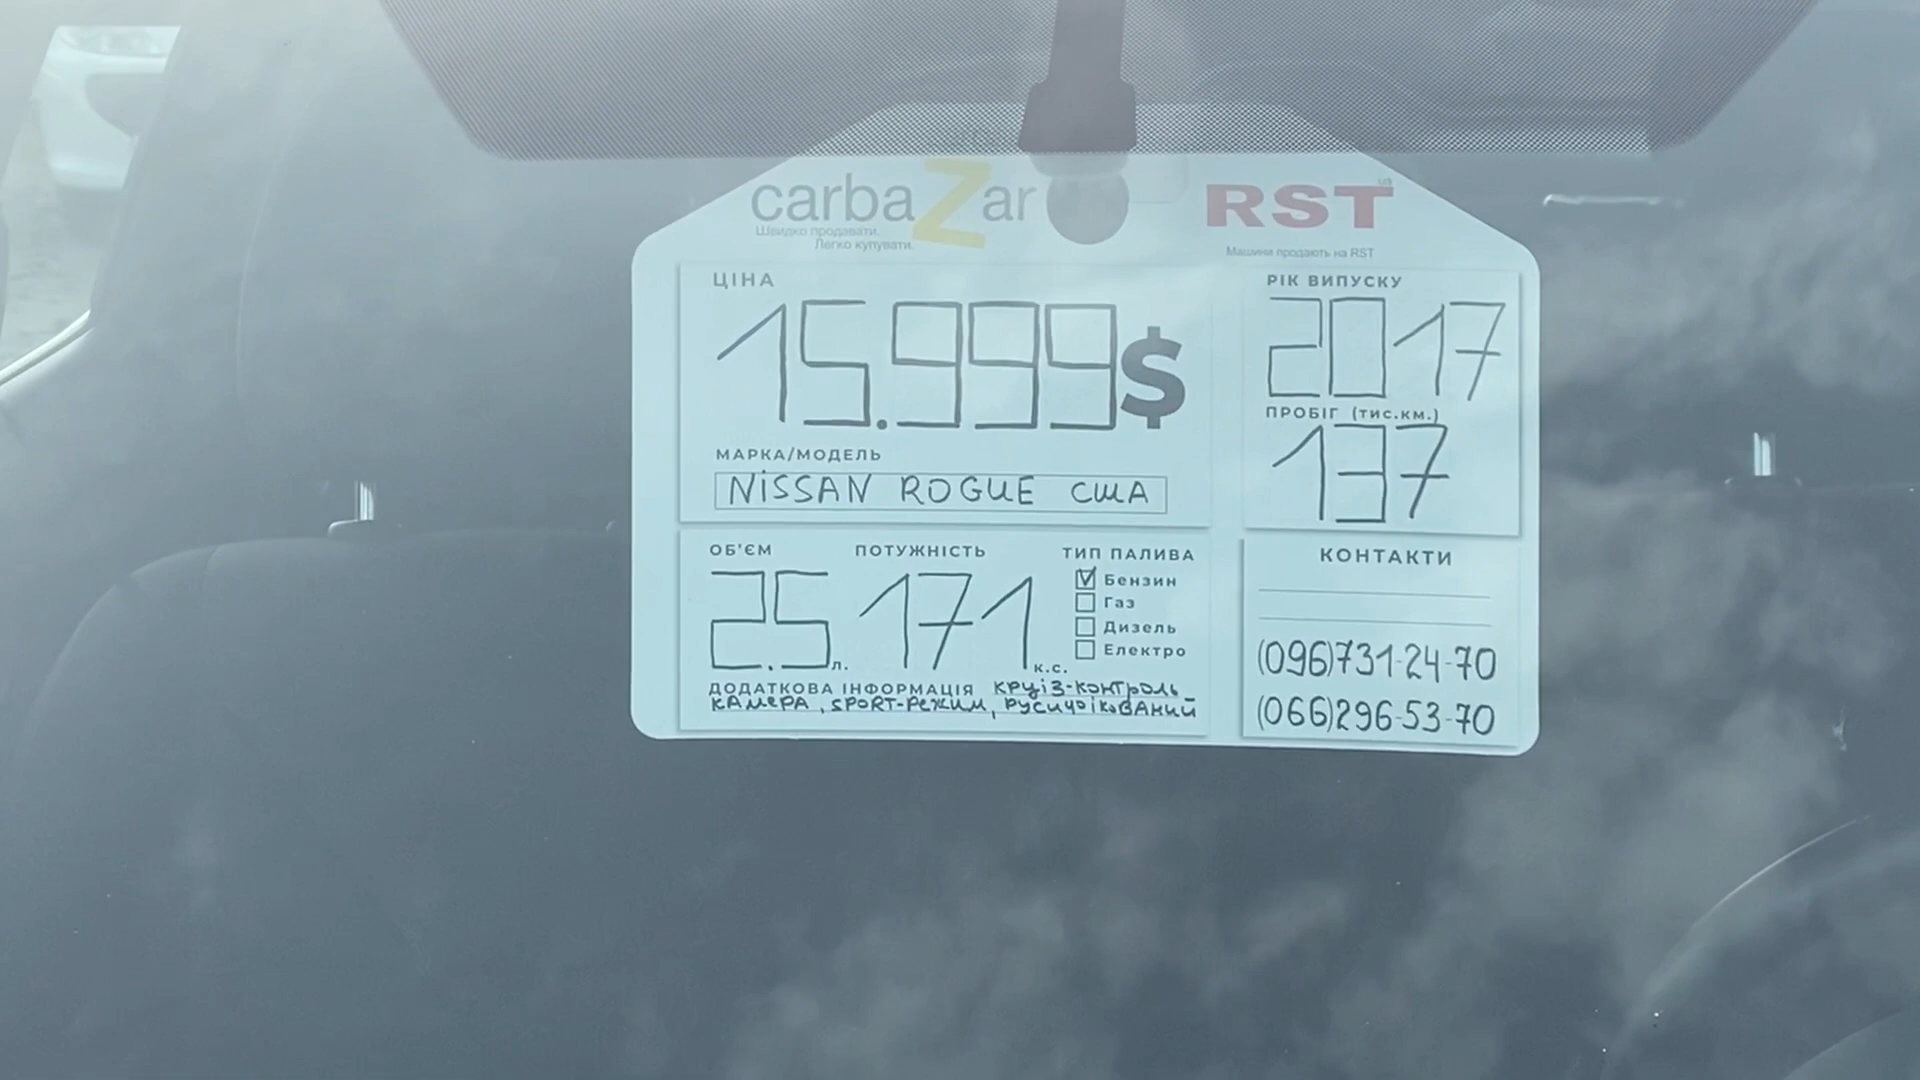 carbaZar
Швидко продавати.
Легко купувати.
RST
Машини продають на RST
ЦІНА
15.999$
МАРКА/МОДЕЛЬ
NiSSAN ROGUE США
РІК ВИПУСКУ
2017
ПРОБІГ (тис.км.)
137
ОБ'ЄМ
2.5 л.
ПОТУЖНІСТЬ
171 к.с.
ТИП ПАЛИВА
☑ Бензин
☐ Газ
☐ Дизель
☐ Електро
ДОДАТКОВА ІНФОРМАЦІЯ круіз-контроль
камера, SPORT-режим, русифікований
КОНТАКТИ
(096)731-24-70
(066)296-53-70